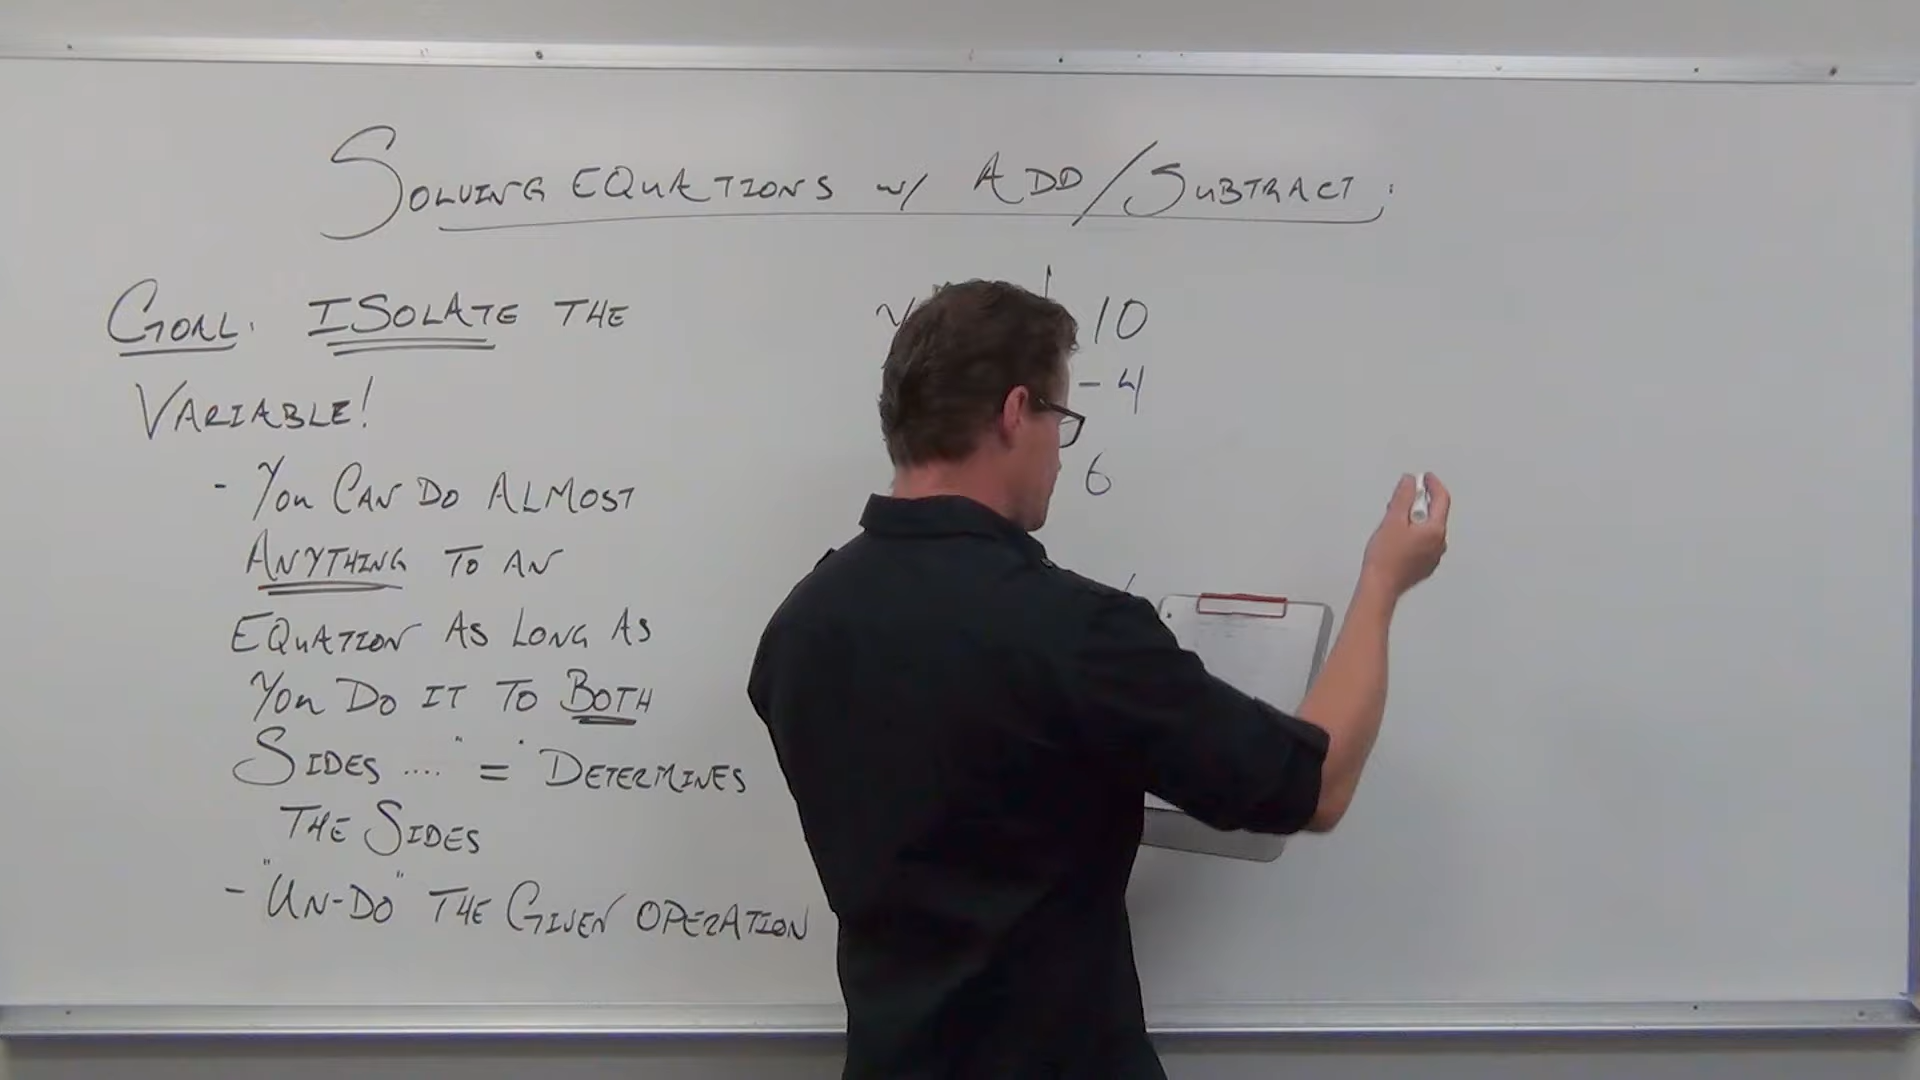 SOLVING EQUATIONS w/ ADD/SUBTRACT:
GOAL: ISOLATE THE
VARIABLE!
- YOU CAN DO ALMOST
ANYTHING TO AN
EQUATION AS LONG AS
YOU DO IT TO BOTH
SIDES .... "=" DETERMINES
THE SIDES
- "UN-DO" THE GIVEN OPERATION
10
- 4
6